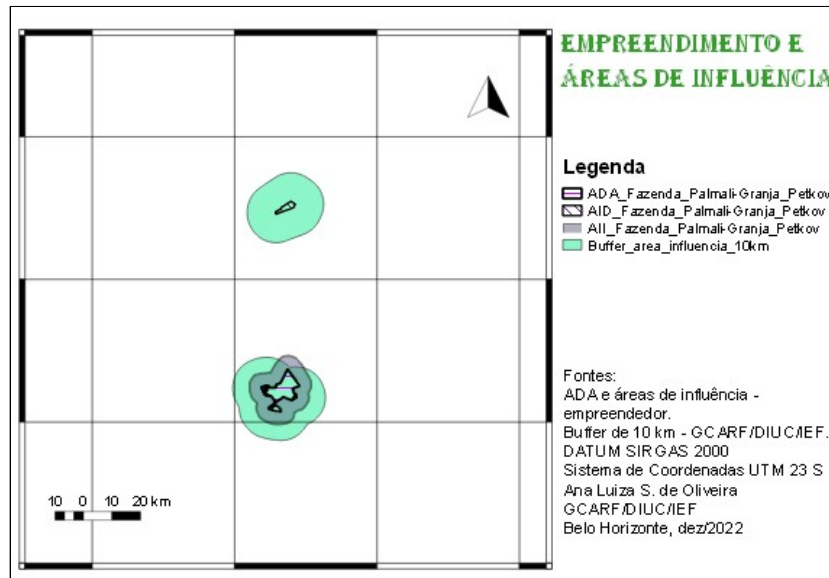 EMPREENDIMENTO E
ÁREAS DE INFLUÊNCIA
Legenda
ADA_Fazenda_Palmali-Granja_Petkov
AID_Fazenda_Palmali-Granja_Petkov
AII_Fazenda_Palmali-Granja_Petkov
Buffer_area_influencia_10km
Fontes:
ADA e áreas de influência -
empreendedor.
Buffer de 10 km - GCARF/DIUC/IEF.
DATUM SIRGAS 2000
Sistema de Coordenadas UTM 23 S
Ana Luiza S. de Oliveira
GCARF/DIUC/IEF
Belo Horizonte, dez/2022
10 0 10 20 km